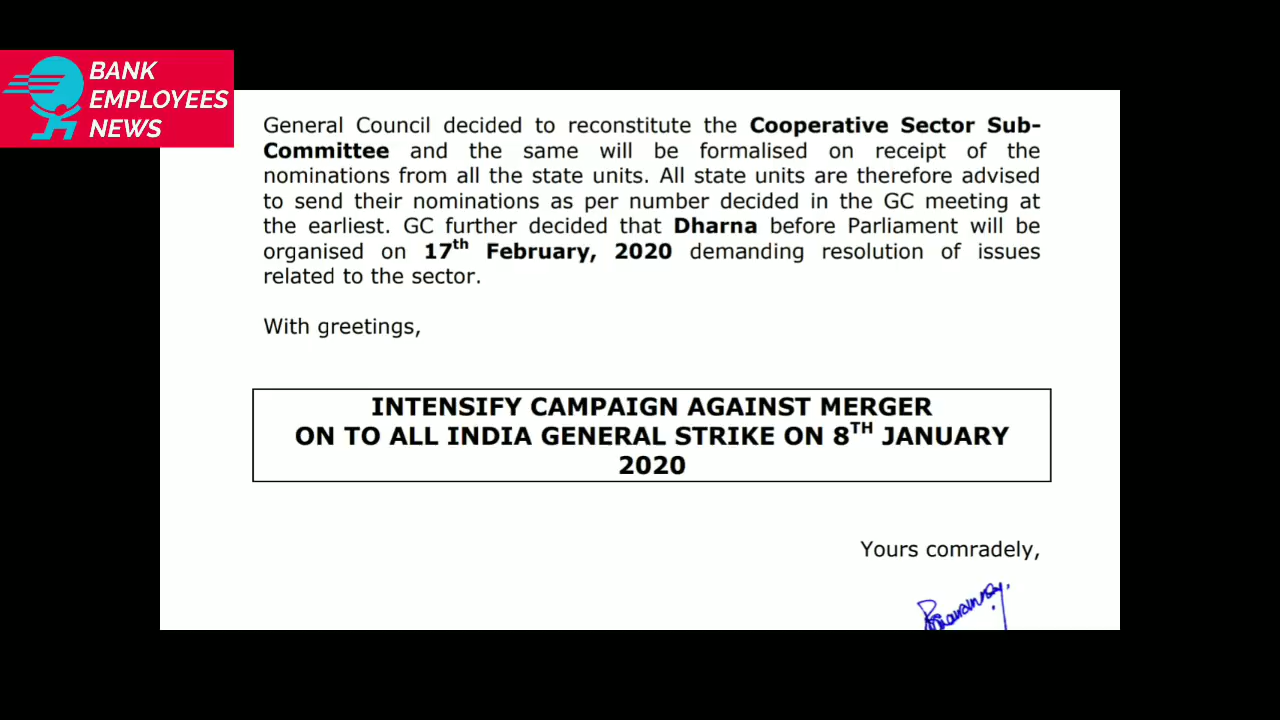 BANK
EMPLOYEES
NEWS
General Council decided to reconstitute the Cooperative Sector Sub-
Committee and the same will be formalised on receipt of the
nominations from all the state units. All state units are therefore advised
to send their nominations as per number decided in the GC meeting at
the earliest. GC further decided that Dharna before Parliament will be
organised on 17th February, 2020 demanding resolution of issues
related to the sector.
With greetings,
INTENSIFY CAMPAIGN AGAINST MERGER
ON TO ALL INDIA GENERAL STRIKE ON 8TH JANUARY
2020
Yours comradely,